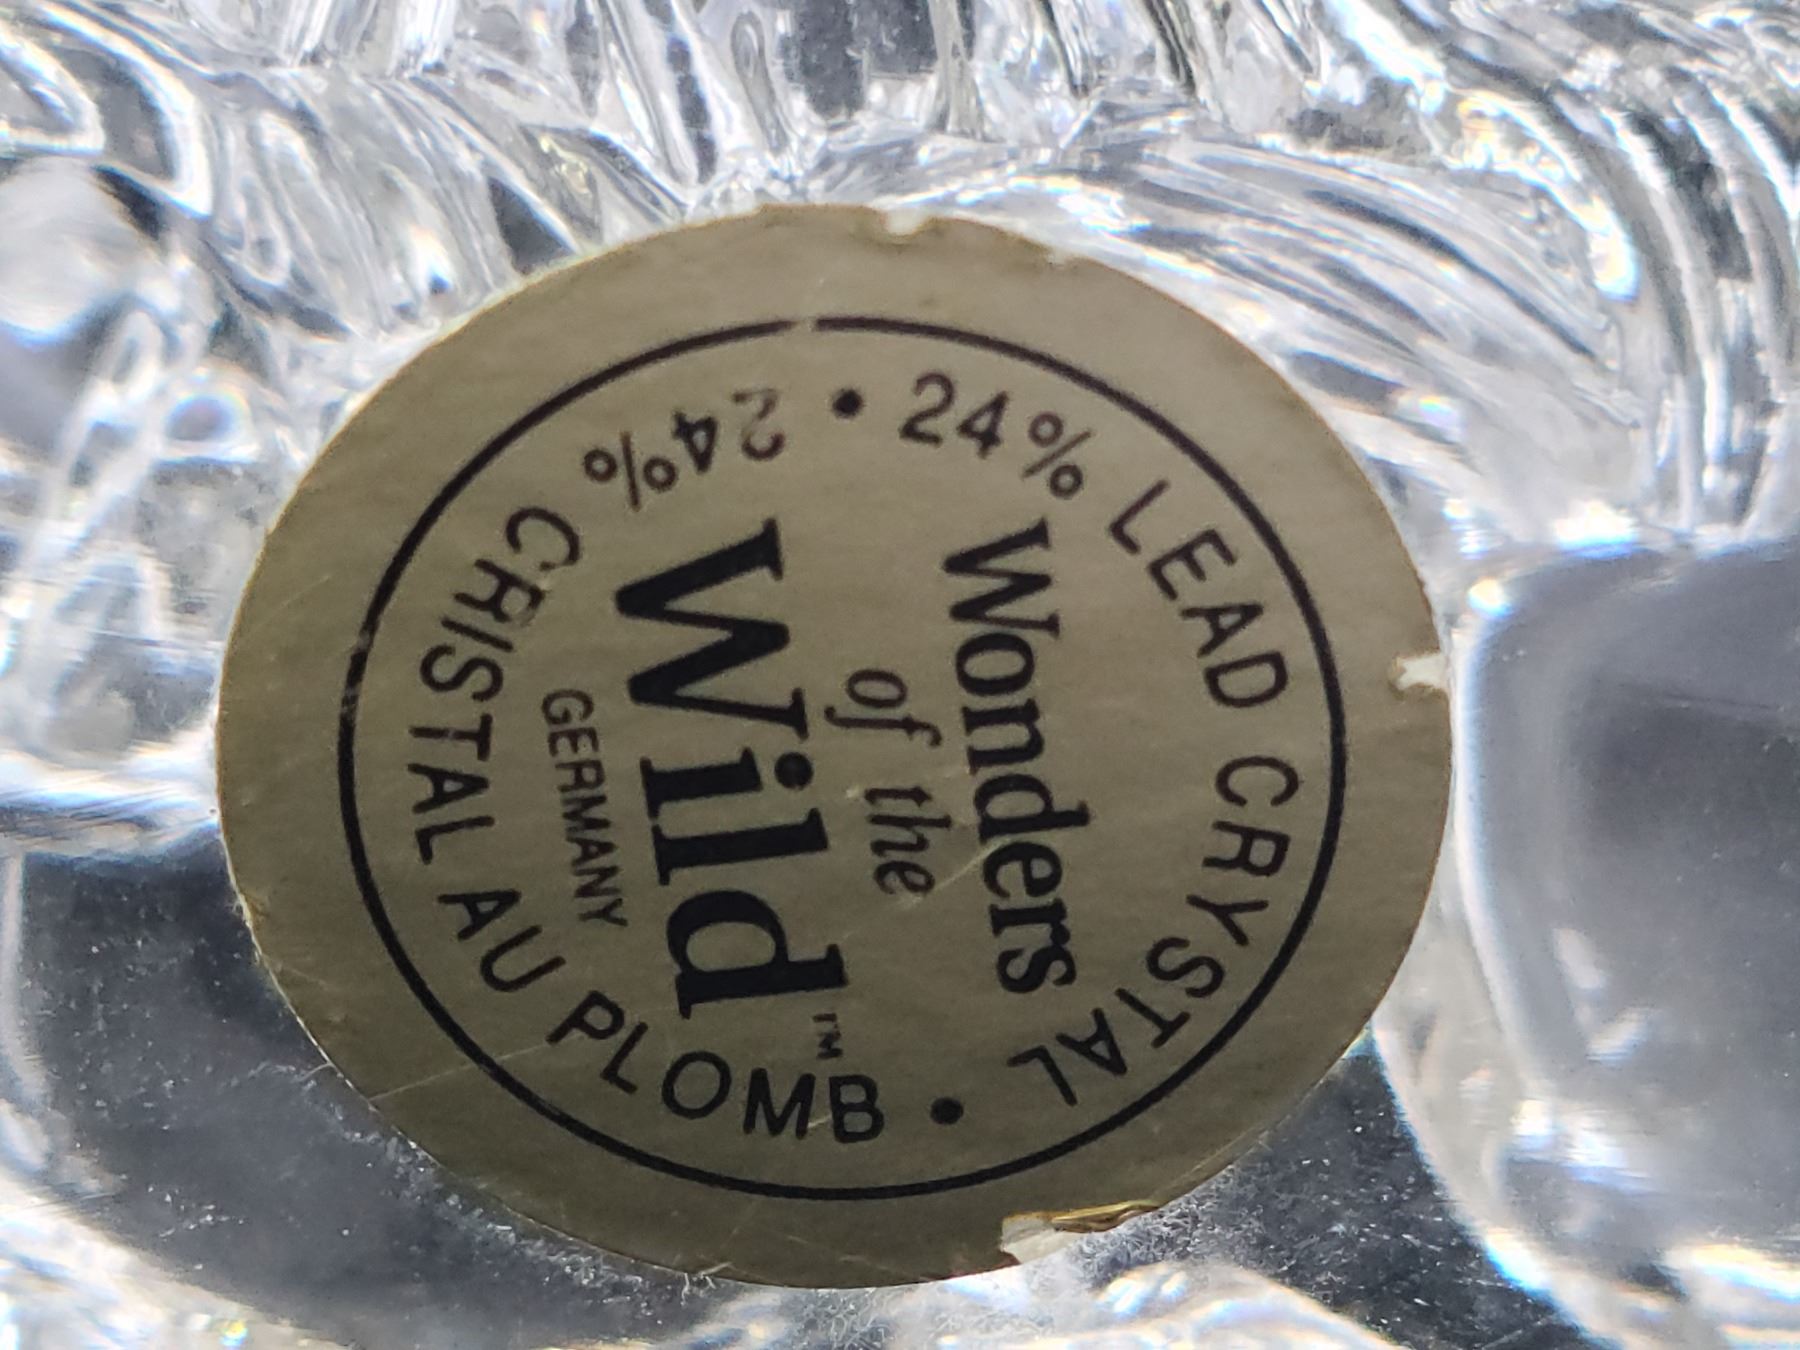 24% LEAD CRYSTAL
Wonders
of the
Wild™
GERMANY
24% CRISTAL AU PLOMB